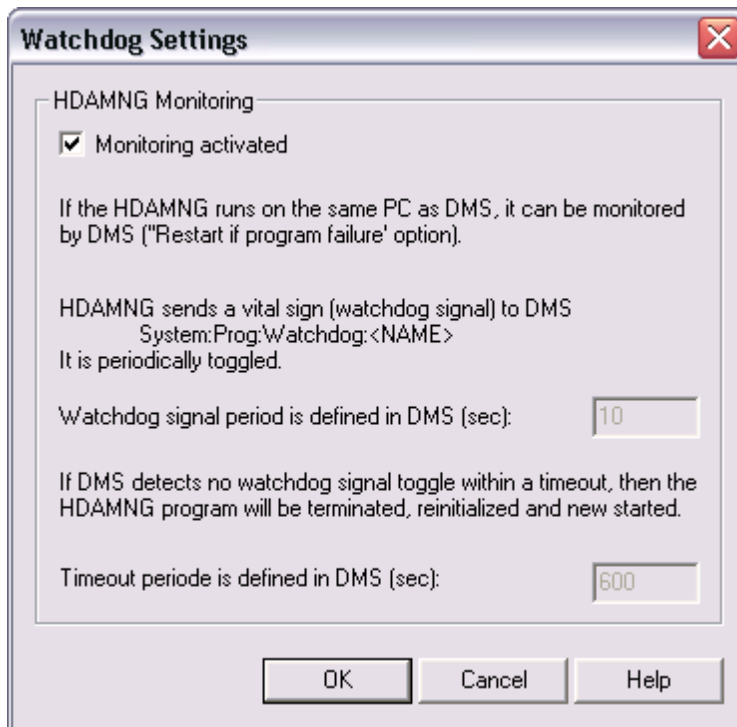 Watchdog Settings
HDAMNG Monitoring
Monitoring activated
If the HDAMNG runs on the same PC as DMS, it can be monitored
by DMS ("Restart if program failure' option).
HDAMNG sends a vital sign (watchdog signal) to DMS
System:Prog:Watchdog:<NAME>
It is periodically toggled.
Watchdog signal period is defined in DMS (sec): 10
If DMS detects no watchdog signal toggle within a timeout, then the
HDAMNG program will be terminated, reinitialized and new started.
Timeout periode is defined in DMS (sec): 600
OK Cancel Help